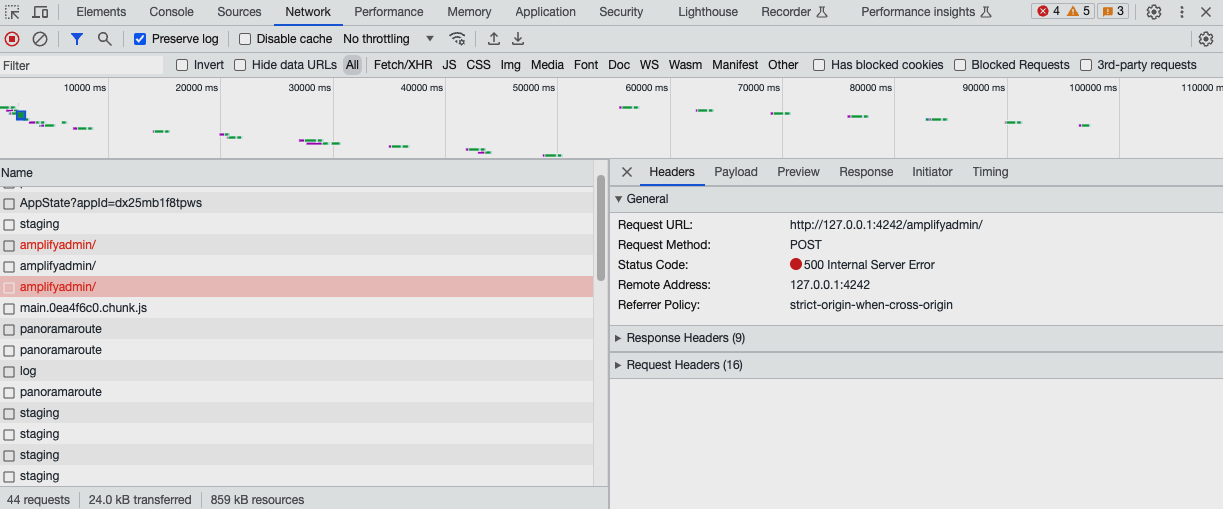 Elements Console Sources Network Performance Memory Application Security Lighthouse Recorder Performance insights 4 5 3
Preserve log Disable cache No throttling
Filter Invert Hide data URLs All Fetch/XHR JS CSS Img Media Font Doc WS Wasm Manifest Other Has blocked cookies Blocked Requests 3rd-party requests
10000 ms 20000 ms 30000 ms 40000 ms 50000 ms 60000 ms 70000 ms 80000 ms 90000 ms 100000 ms 110000 m
Name
AppState?appId=dx25mb1f8tpws
staging
amplifyadmin/
amplifyadmin/
amplifyadmin/
main.0ea4f6c0.chunk.js
panoramaroute
panoramaroute
log
panoramaroute
staging
staging
staging
staging
44 requests 24.0 kB transferred 859 kB resources
Headers Payload Preview Response Initiator Timing
General
Request URL: http://127.0.0.1:4242/amplifyadmin/
Request Method: POST
Status Code: 500 Internal Server Error
Remote Address: 127.0.0.1:4242
Referrer Policy: strict-origin-when-cross-origin
Response Headers (9)
Request Headers (16)